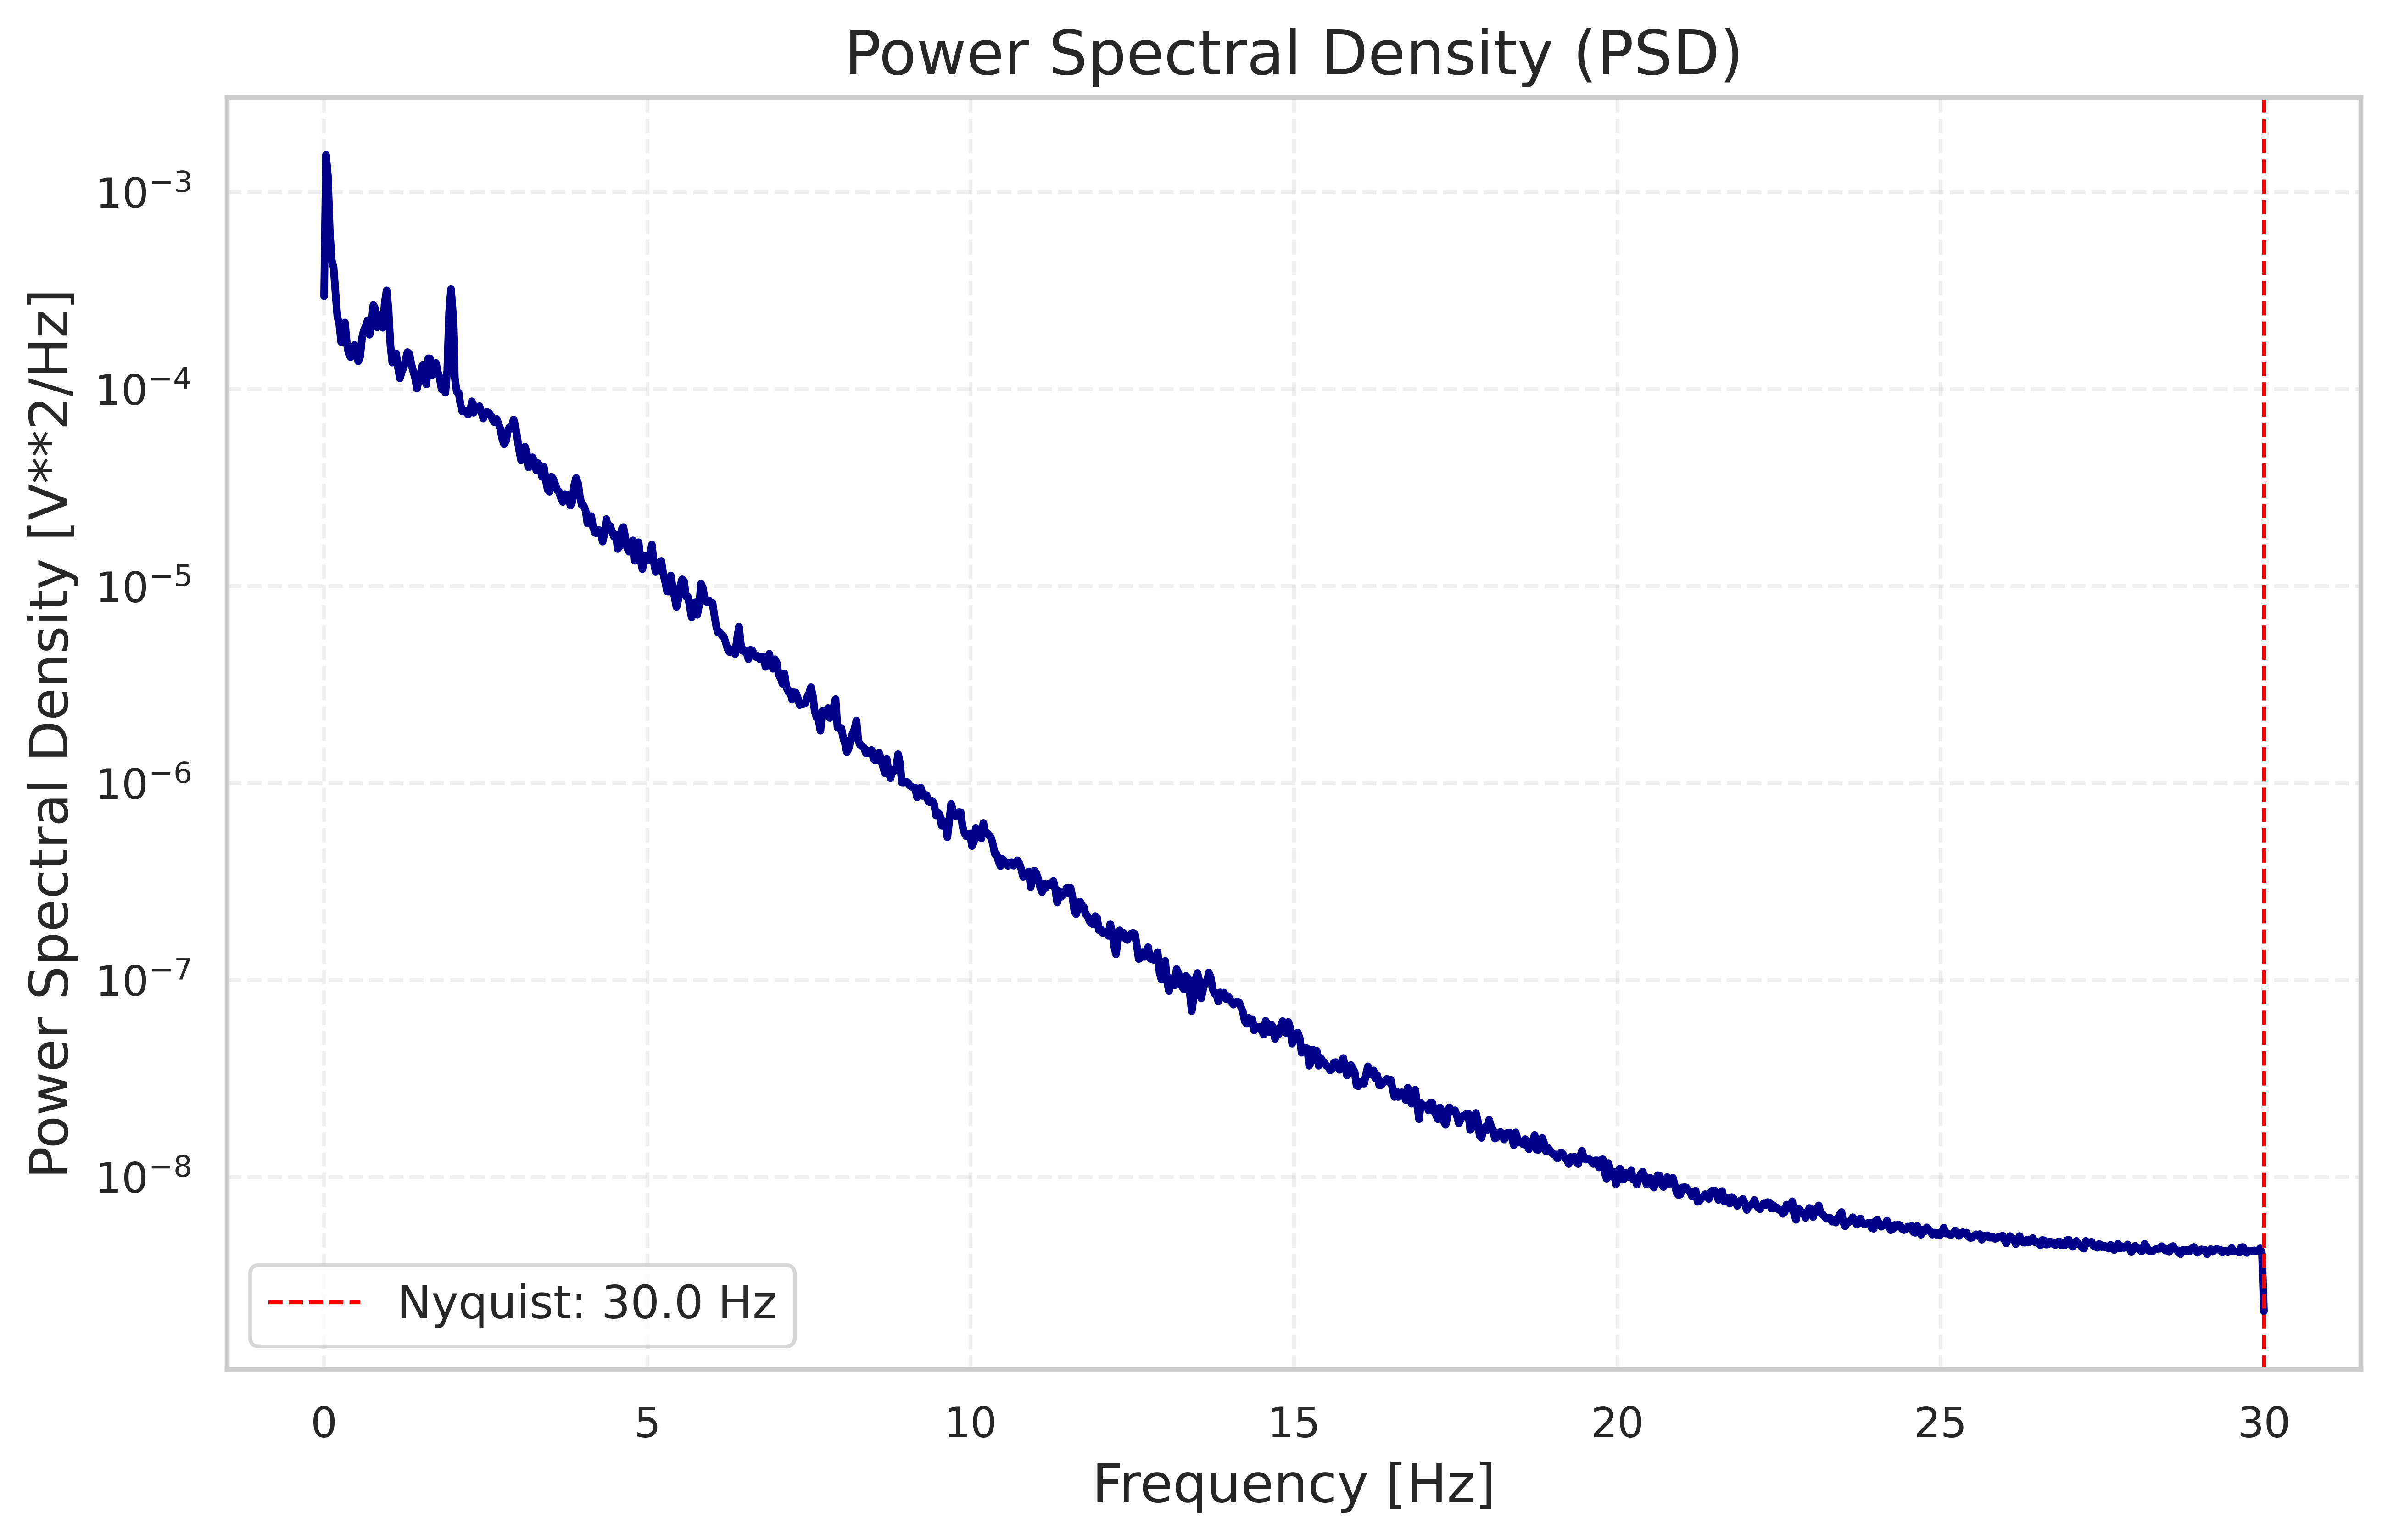 Power Spectral Density (PSD)
Power Spectral Density [V**2/Hz]
10⁻³
10⁻⁴
10⁻⁵
10⁻⁶
10⁻⁷
10⁻⁸
Nyquist: 30.0 Hz
0 5 10 15 20 25 30
Frequency [Hz]